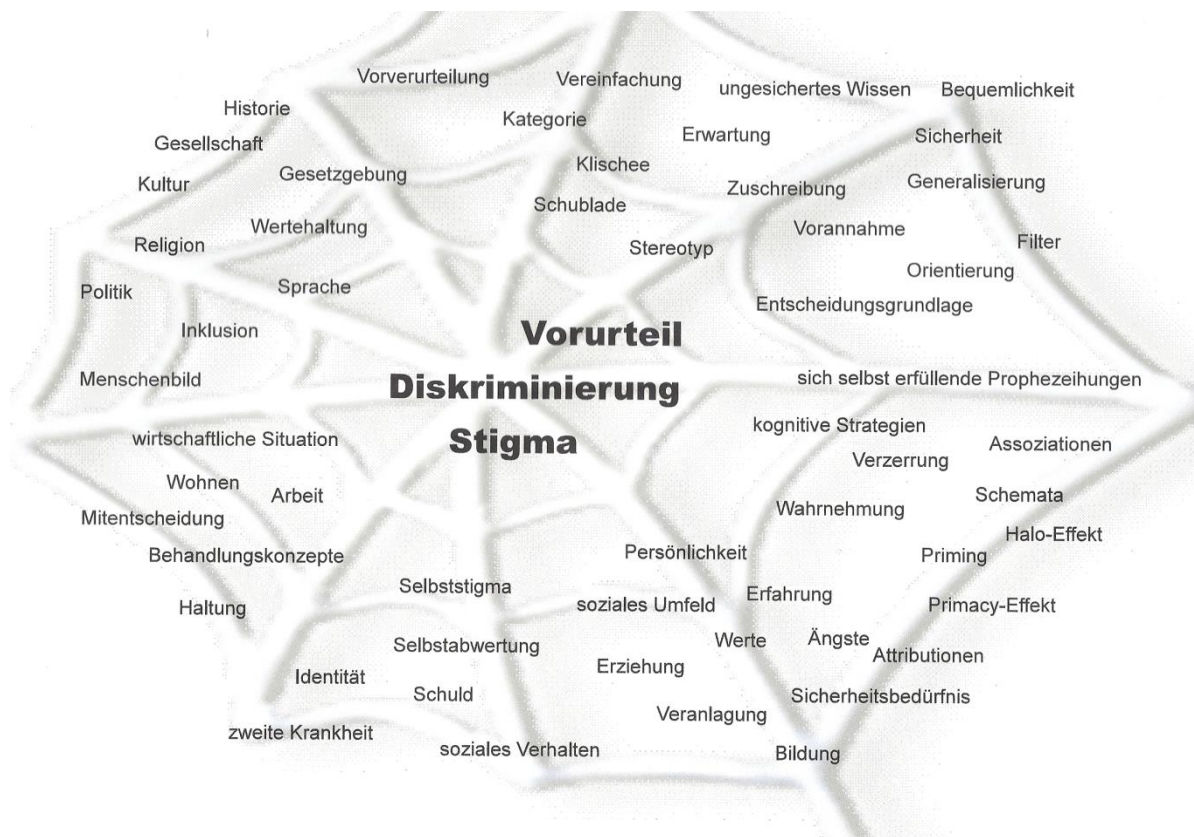 Vorverurteilung
Vereinfachung
ungesichertes Wissen
Bequemlichkeit
Historie
Kategorie
Erwartung
Sicherheit
Gesellschaft
Klischee
Gesetzgebung
Kultur
Zuschreibung
Generalisierung
Schublade
Wertehaltung
Vorannahme
Religion
Stereotyp
Filter
Orientierung
Sprache
Politik
Entscheidungsgrundlage
Inklusion
Vorurteil
Diskriminierung
Stigma
Menschenbild
sich selbst erfüllende Prophezeihungen
kognitive Strategien
wirtschaftliche Situation
Assoziationen
Verzerrung
Wohnen
Arbeit
Schemata
Wahrnehmung
Mitentscheidung
Halo-Effekt
Persönlichkeit
Behandlungskonzepte
Priming
Selbststigma
Erfahrung
soziales Umfeld
Haltung
Primacy-Effekt
Werte
Ängste
Selbstabwertung
Attributionen
Erziehung
Identität
Schuld
Sicherheitsbedürfnis
Veranlagung
zweite Krankheit
soziales Verhalten
Bildung